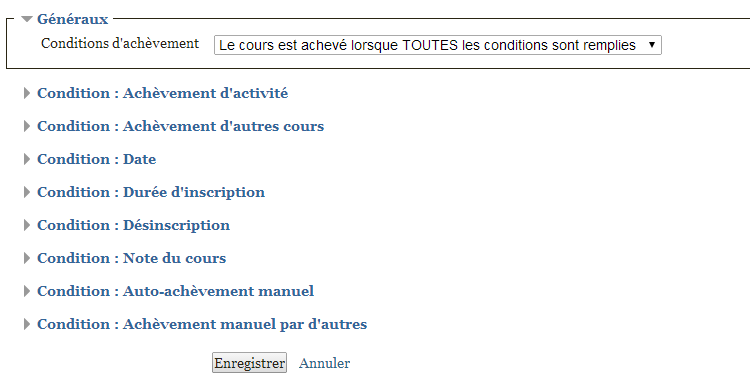 Généraux
Conditions d'achèvement Le cours est achevé lorsque TOUTES les conditions sont remplies
Condition : Achèvement d'activité
Condition : Achèvement d'autres cours
Condition : Date
Condition : Durée d'inscription
Condition : Désinscription
Condition : Note du cours
Condition : Auto-achèvement manuel
Condition : Achèvement manuel par d'autres
Enregistrer Annuler